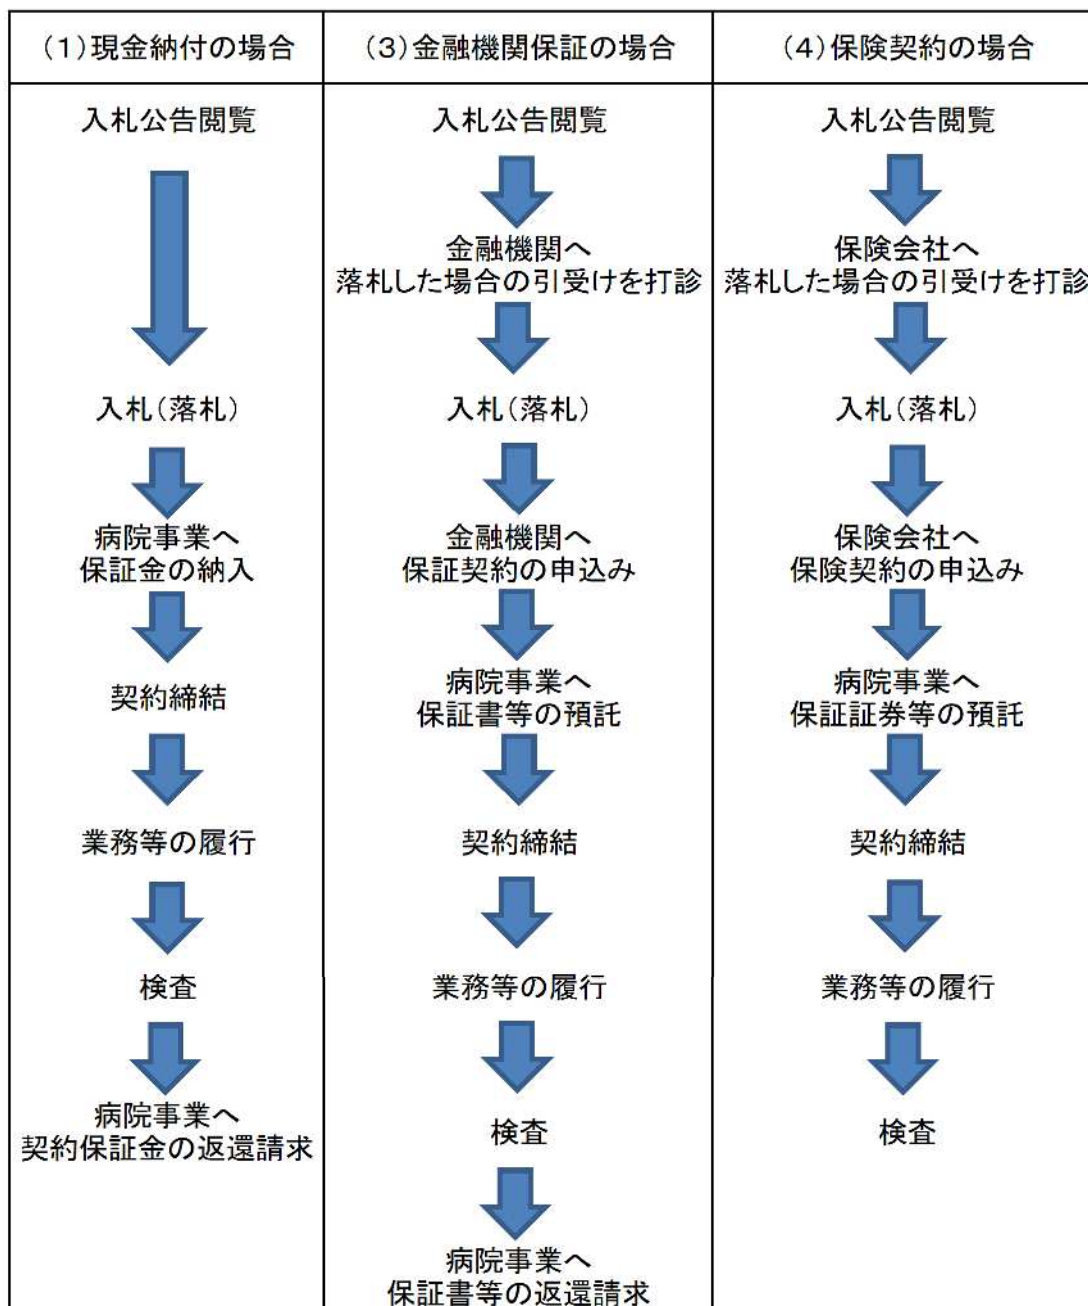 (1)現金納付の場合
入札公告閲覧
入札(落札)
病院事業へ
保証金の納入
契約締結
業務等の履行
検査
病院事業へ
契約保証金の返還請求
(3)金融機関保証の場合
入札公告閲覧
金融機関へ
落札した場合の引受けを打診
入札(落札)
金融機関へ
保証契約の申込み
病院事業へ
保証書等の預託
契約締結
業務等の履行
検査
病院事業へ
保証書等の返還請求
(4)保険契約の場合
入札公告閲覧
保険会社へ
落札した場合の引受けを打診
入札(落札)
保険会社へ
保険契約の申込み
病院事業へ
保証証券等の預託
契約締結
業務等の履行
検査